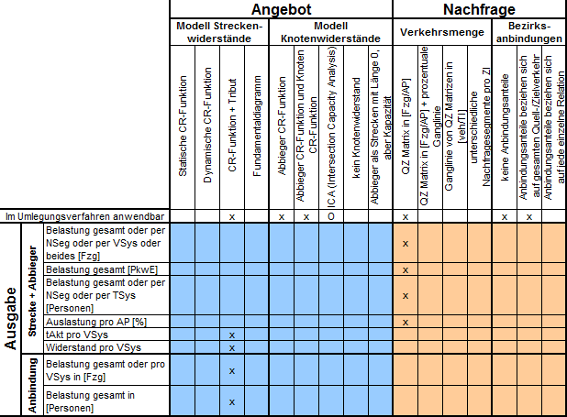 Angebot
Nachfrage
Modell Strecken-
widerstände
Modell
Knotenwiderstände
Verkehrsmenge
Bezirks-
anbindungen
Statische CR-Funktion
Dynamische CR-Funktion
CR-Funktion + Tribut
Fundamentaldiagramm
Abbieger CR-Funktion
Abbieger CR-Funktion und Knoten
CR-Funktion
ICA (Intersection Capacity Analysis)
kein Knotenwiderstand
Abbieger als Strecken mit Länge 0,
aber Kapazität
QZ Matrix in [Fzg/AP]
QZ Matrix in [Fzg/AP] + prozentuale
Ganglinie
Ganglinie von QZ Matrizen in
[veh/TI]
unterschiedliche
Nachfragesegmente pro ZI
keine Anbindungsanteile
Anbindungsanteile beziehen sich
auf gesamten Quell-/Zielverkehr
Anbindungsanteile beziehen sich
auf jede einzelne Relation
Im Umlegungsverfahren anwendbar x x x O x x x
Ausgabe
Strecke + Abbieger
Belastung gesamt oder per
NSeg oder per VSys oder
beides [Fzg] x
Belastung gesamt [PkwE] x
Belastung gesamt oder per
NSeg oder per TSys
[Personen] x
Auslastung pro AP [%] x
tAkt pro VSys x
Widerstand pro VSys x
Anbindung
Belastung gesamt oder pro
VSys in [Fzg] x
Belastung gesamt in
[Personen] x